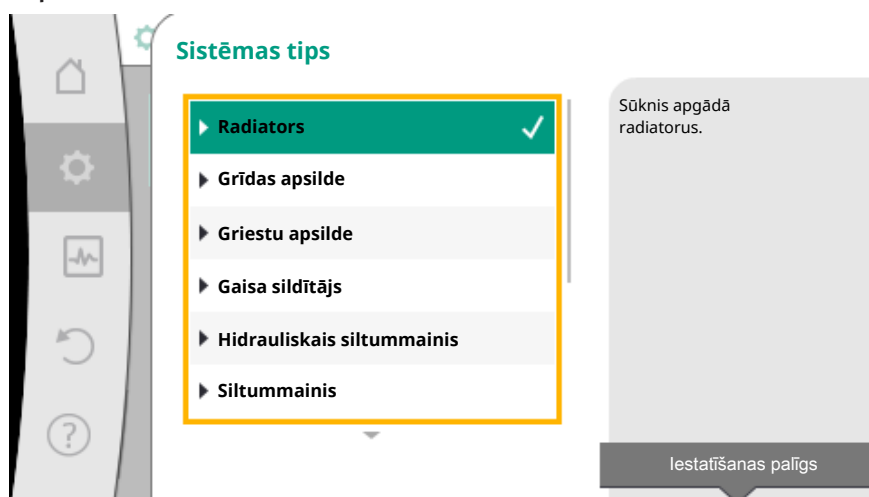 Sistēmas tips
Radiators
Grīdas apsilde
Griestu apsilde
Gaisa sildītājs
Hidrauliskais siltummainis
Siltummainis
Sūknis apgādā
radiatorus.
Iestatīšanas palīgs